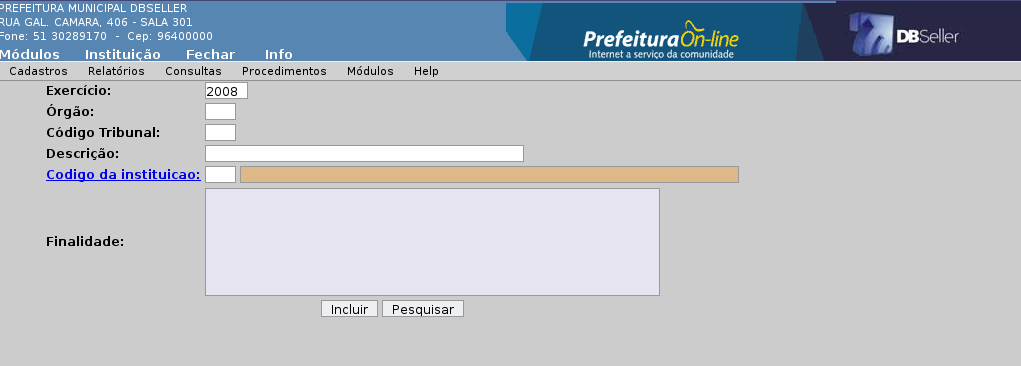 PREFEITURA MUNICIPAL DBSELLER
RUA GAL. CAMARA, 406 - SALA 301
Fone: 51 30289170 - Cep: 96400000
Módulos Instituição Fechar Info
PrefeituraOn-line
Internet a serviço da comunidade
DBSeller
Cadastros Relatórios Consultas Procedimentos Módulos Help
Exercício: 2008
Órgão:
Código Tribunal:
Descrição:
Codigo da instituicao:
Finalidade:
Incluir Pesquisar